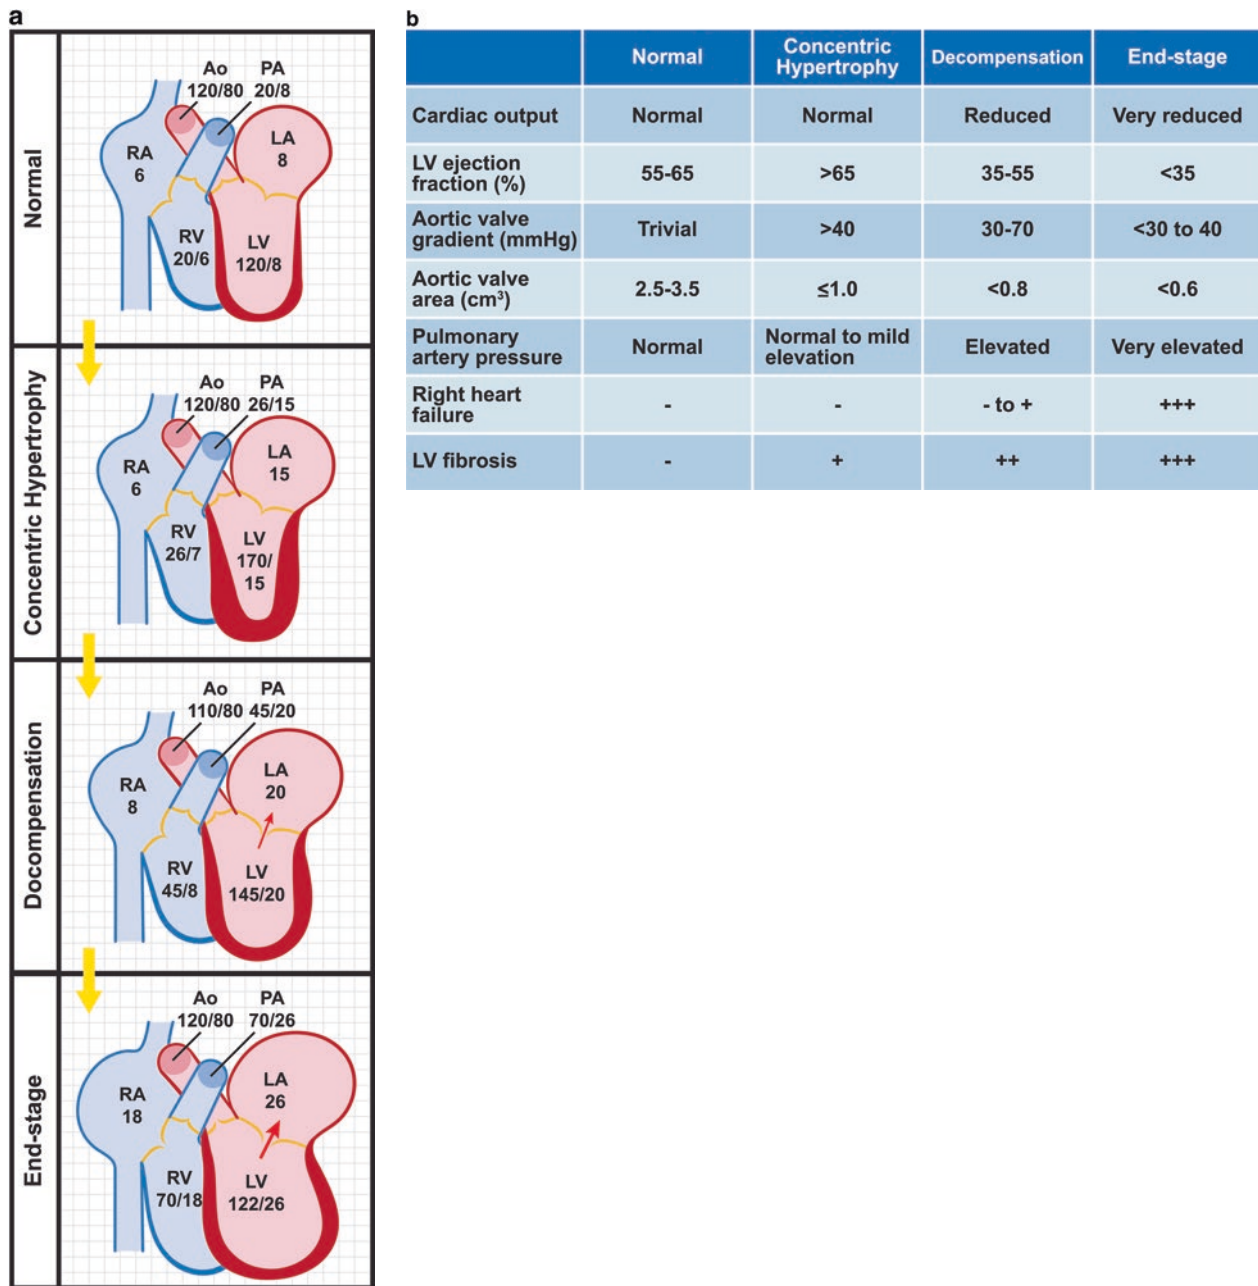 a
Normal
Ao PA
120/80 20/8
RA
6
LA
8
RV
20/6
LV
120/8
Concentric Hypertrophy
Ao PA
120/80 26/15
RA
6
LA
15
RV
26/7
LV
170/
15
Docompensation
Ao PA
110/80 45/20
RA
8
LA
20
RV
45/8
LV
145/20
End-stage
Ao PA
120/80 70/26
RA
18
LA
26
RV
70/18
LV
122/26
b
Normal Concentric Hypertrophy Decompensation End-stage
Cardiac output Normal Normal Reduced Very reduced
LV ejection fraction (%) 55-65 >65 35-55 <35
Aortic valve gradient (mmHg) Trivial >40 30-70 <30 to 40
Aortic valve area (cm³) 2.5-3.5 ≤1.0 <0.8 <0.6
Pulmonary artery pressure Normal Normal to mild elevation Elevated Very elevated
Right heart failure - - - to + +++
LV fibrosis - + ++ +++